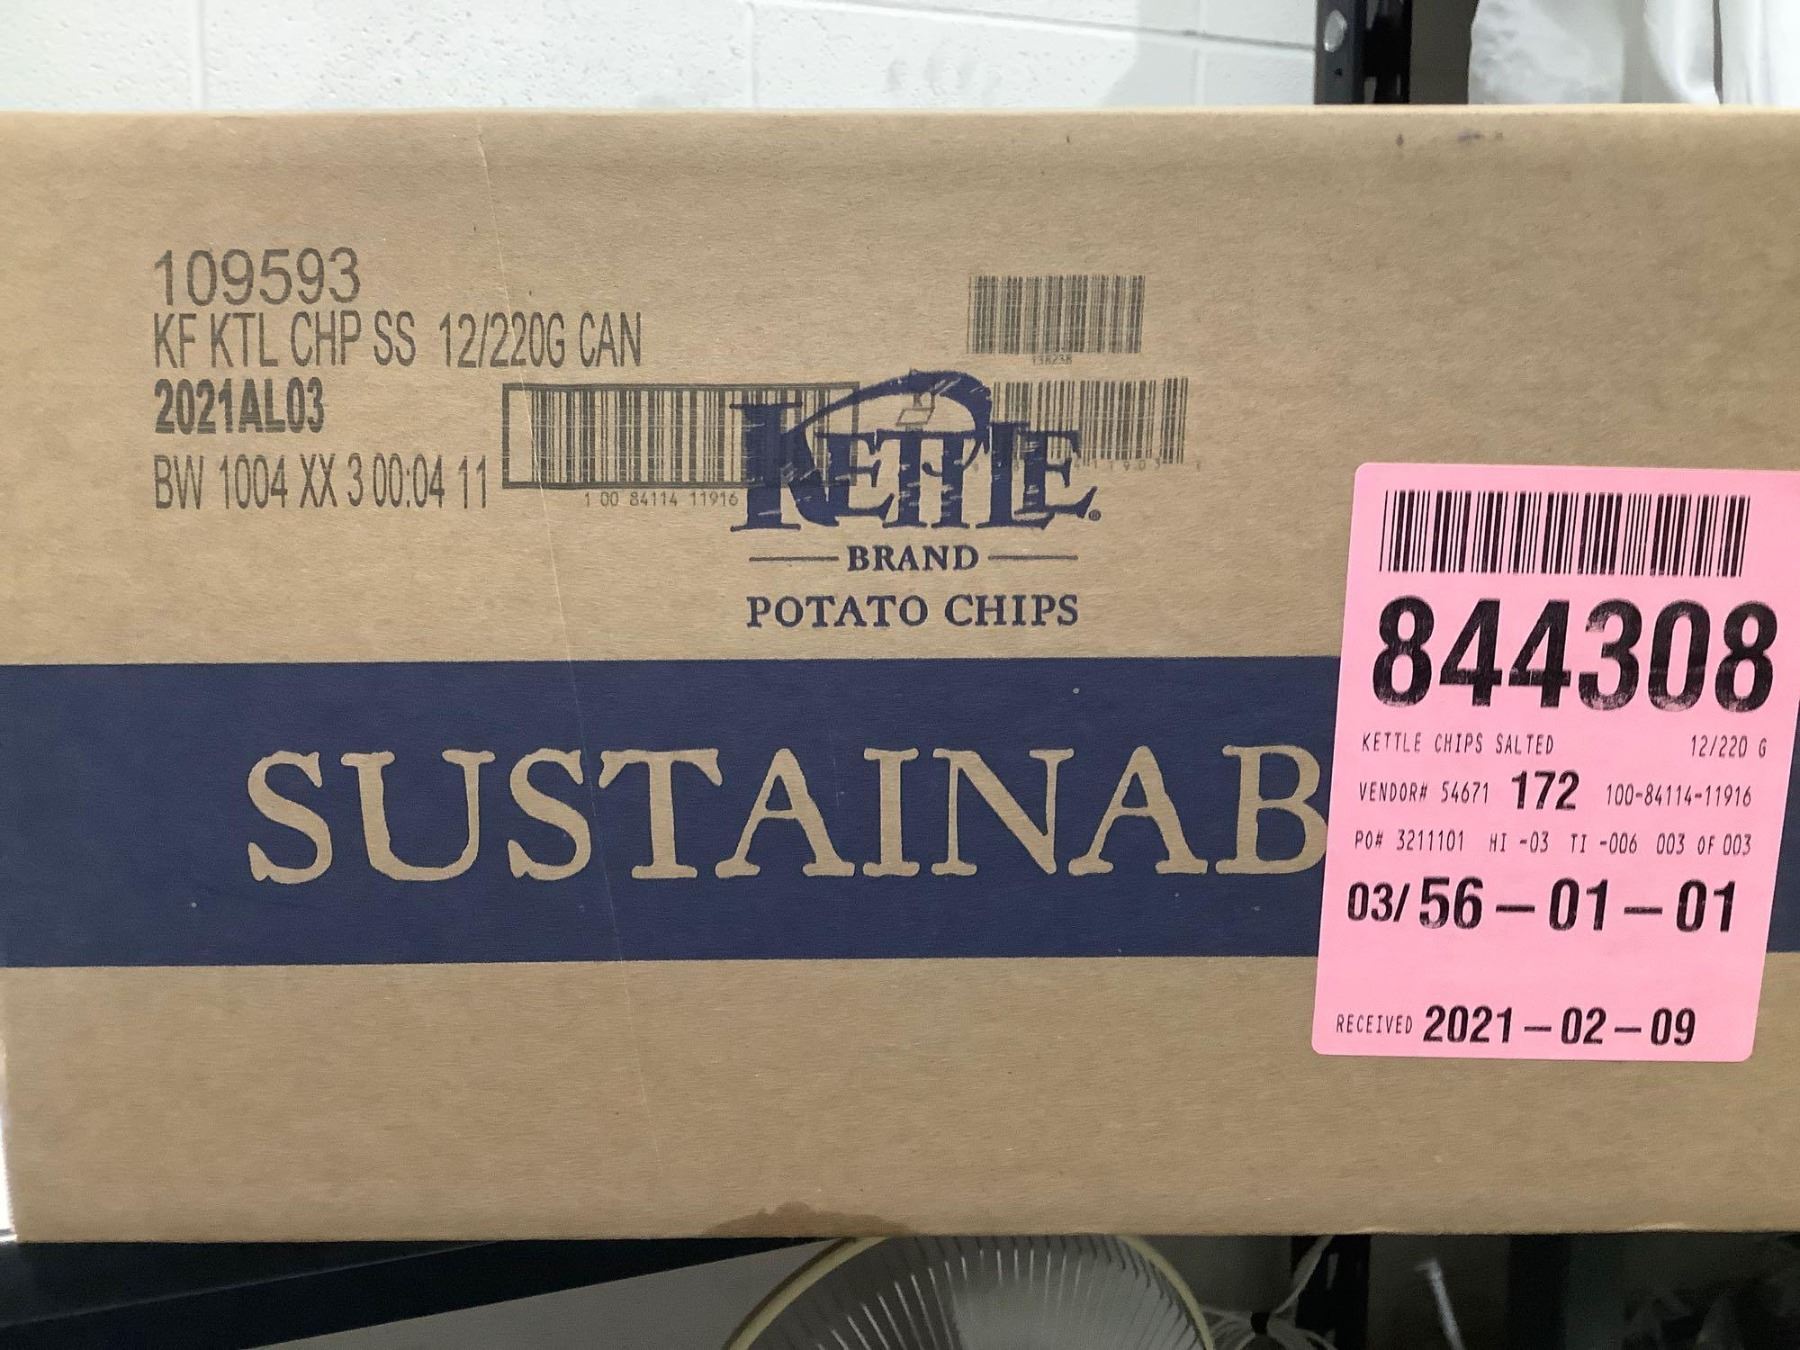 109593
KF KTL CHP SS 12/220G CAN
2021AL03
BW 1004 XX 3 00:04 11
138238
1 00 84114 11916
KETTLE®
BRAND
POTATO CHIPS
SUSTAINAB
844308
KETTLE CHIPS SALTED 12/220 G
VENDOR# 54671 172 100-84114-11916
PO# 3211101 HI -03 TI -006 003 OF 003
03/ 56-01-01
RECEIVED 2021-02-09